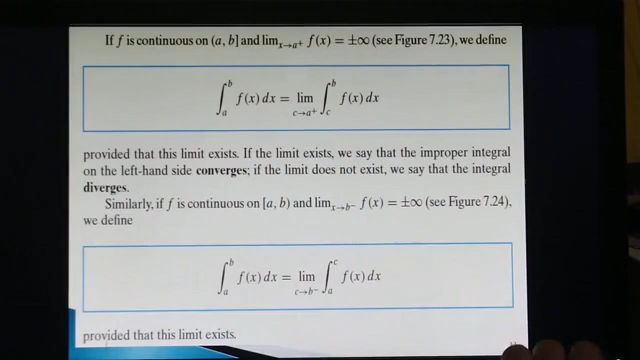 If f is continuous on (a, b] and lim_{x→a⁺} f(x) = ±∞ (see Figure 7.23), we define
∫_a^b f(x) dx = lim_{c→a⁺} ∫_c^b f(x) dx
provided that this limit exists. If the limit exists, we say that the improper integral
on the left-hand side converges; if the limit does not exist, we say that the integral
diverges.
Similarly, if f is continuous on [a, b) and lim_{x→b⁻} f(x) = ±∞ (see Figure 7.24),
we define
∫_a^b f(x) dx = lim_{c→b⁻} ∫_a^c f(x) dx
provided that this limit exists.